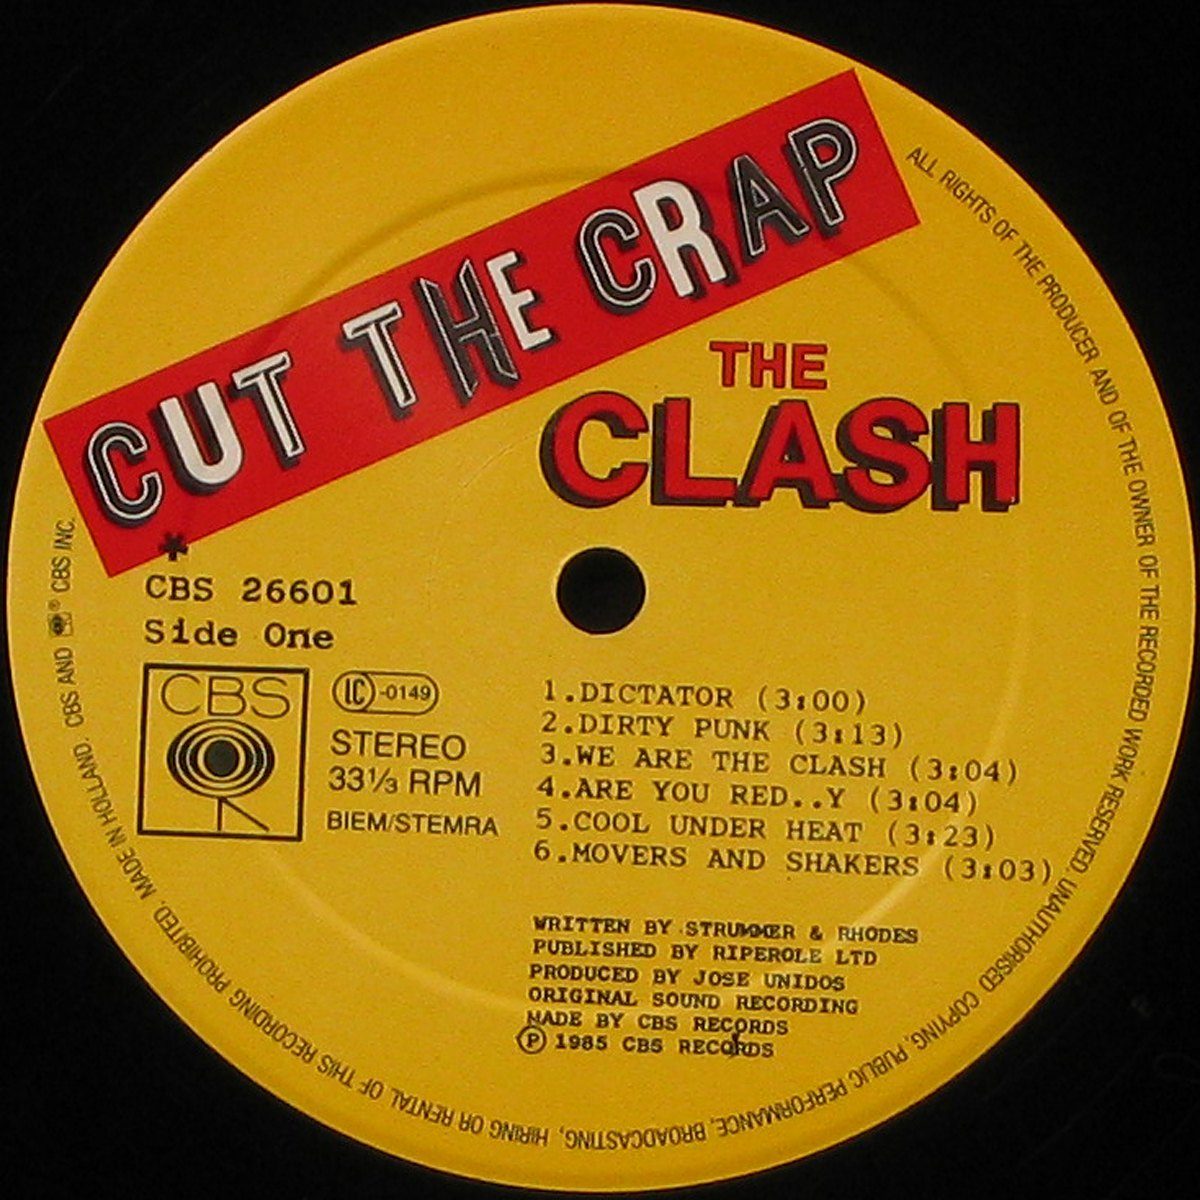 CUT THE CRAP
THE
CLASH
*
CBS 26601
Side One
CBS
LC-0149
STEREO
33⅓ RPM
BIEM/STEMRA
1.DICTATOR (3:00)
2.DIRTY PUNK (3:13)
3.WE ARE THE CLASH (3:04)
4.ARE YOU RED..Y (3:04)
5.COOL UNDER HEAT (3:23)
6.MOVERS AND SHAKERS (3:03)
WRITTEN BY STRUMMER & RHODES
PUBLISHED BY RIPEROLE LTD
PRODUCED BY JOSE UNIDOS
ORIGINAL SOUND RECORDING
MADE BY CBS RECORDS
Ⓟ 1985 CBS RECORDS
ALL RIGHTS OF THE PRODUCER AND OF THE OWNER OF THE RECORDED WORK RESERVED. UNAUTHORISED COPYING, PUBLIC PERFORMANCE, BROADCASTING, HIRING OR RENTAL OF THIS RECORDING PROHIBITED. MADE IN HOLLAND. CBS AND ® CBS INC.